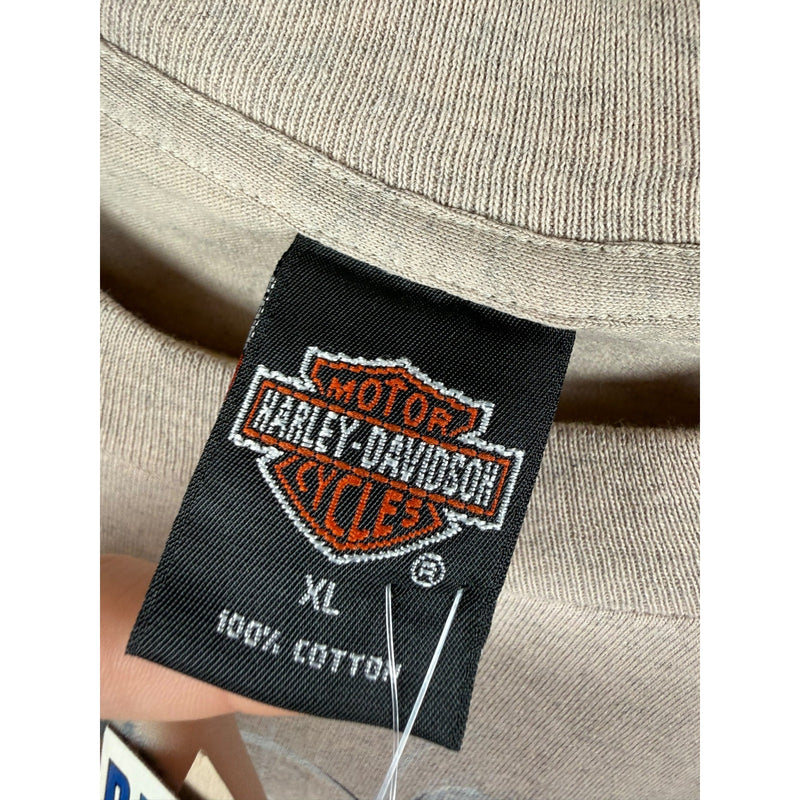 MOTOR
HARLEY-DAVIDSON
CYCLES
®
XL
100% COTTON